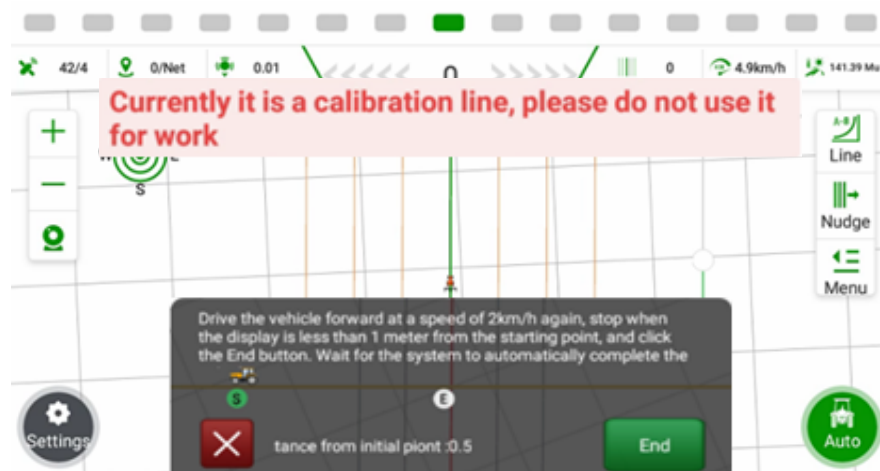 42/4
0/Net
0.01
0
0
4.9km/h
141.39 Mu
Currently it is a calibration line, please do not use it
for work
+
−
S
A-B
Line
Nudge
Menu
Drive the vehicle forward at a speed of 2km/h again, stop when
the display is less than 1 meter from the starting point, and click
the End button. Wait for the system to automatically complete the
S
E
Settings
tance from initial piont :0.5
End
Auto